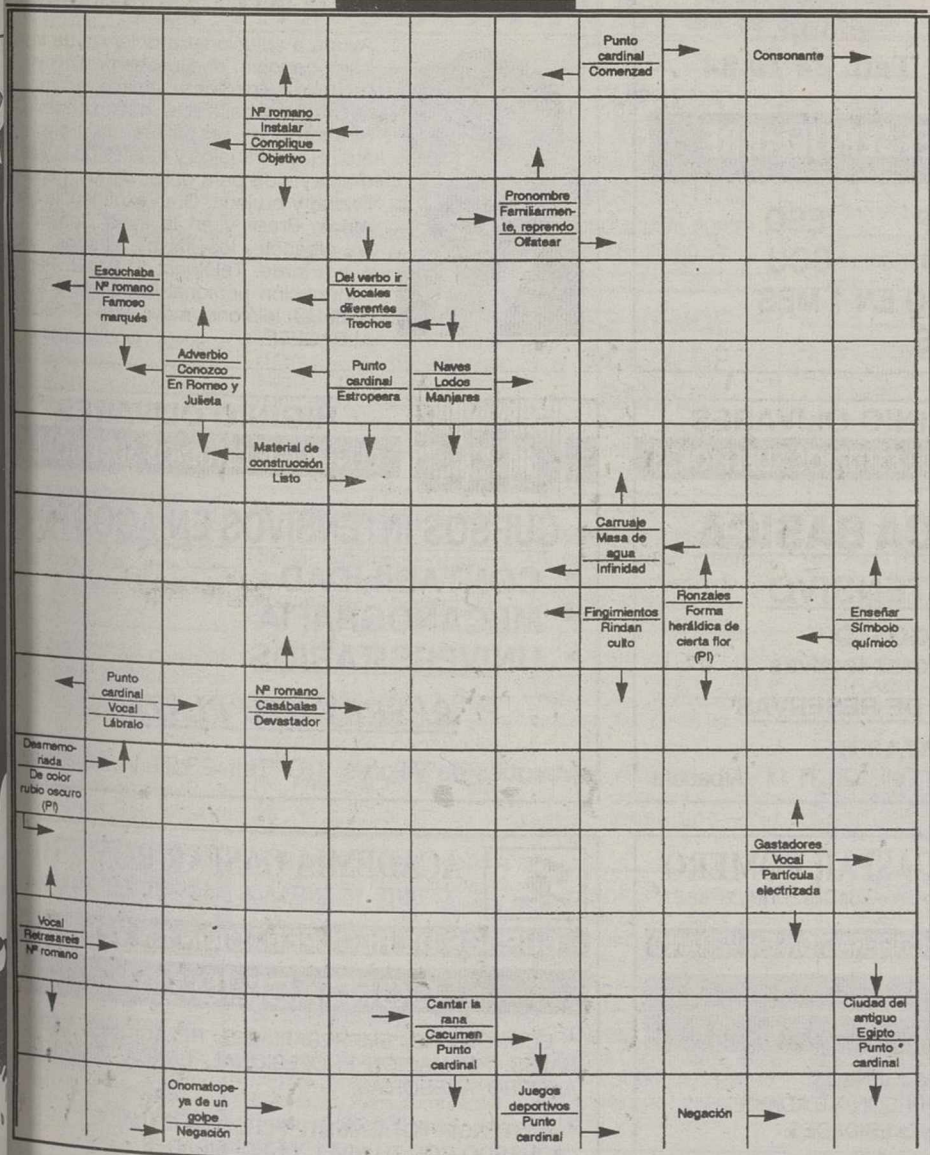 Punto
cardinal
Comenzad
Consonante
Nº romano
Instalar
Complique
Objetivo
Pronombre
Familiarmen-
te, reprendo
Olfatear
Escuchaba
Nº romano
Famoso
marqués
Del verbo ir
Vocales
diferentes
Trechos
Adverbio
Conozco
En Romeo y
Julieta
Punto
cardinal
Estropeara
Naves
Lodos
Manjares
Material de
construcción
Listo
Carruaje
Masa de
agua
Infinidad
Fingimientos
Rindan
culto
Ronzales
Forma
heráldica de
cierta flor
(Pl)
Enseñar
Símbolo
químico
Punto
cardinal
Vocal
Lábralo
Nº romano
Casábalas
Devastador
Desmemo-
riada
De color
rubio oscuro
(Pl)
Gastadores
Vocal
Partícula
electrizada
Vocal
Retrasareis
Nº romano
Cantar la
rana
Cacumen
Punto
cardinal
Ciudad del
antiguo
Egipto
Punto
cardinal
Onomatope-
ya de un
golpe
Negación
Juegos
deportivos
Punto
cardinal
Negación